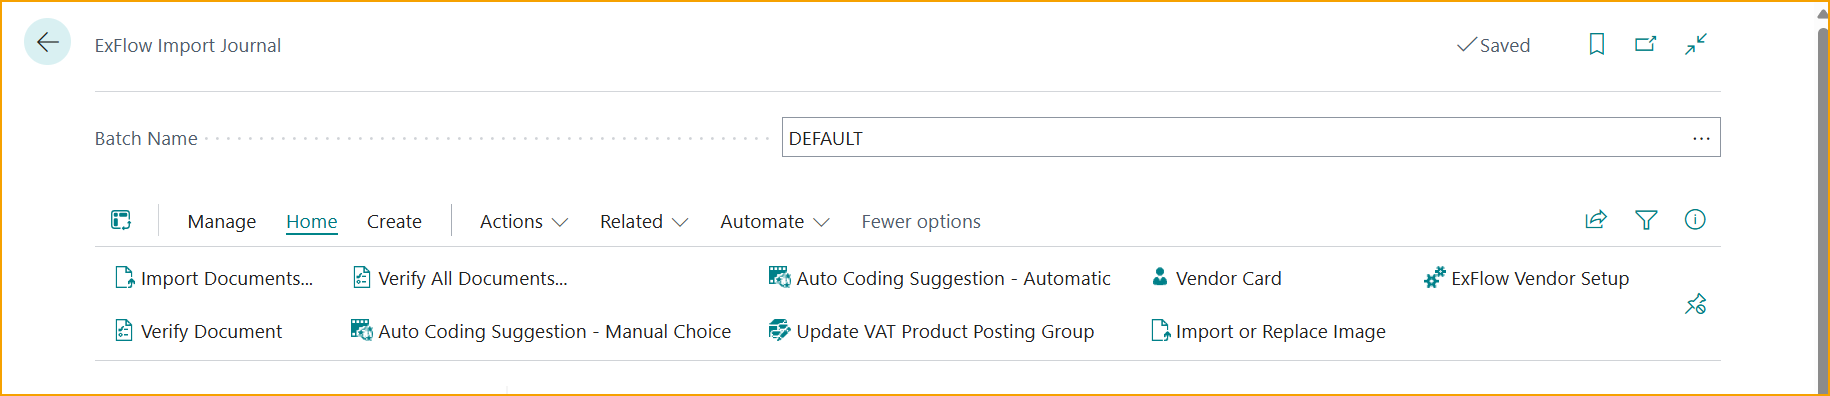 ExFlow Import Journal
Saved
Batch Name
DEFAULT
Manage Home Create Actions Related Automate Fewer options
Import Documents... Verify All Documents... Auto Coding Suggestion - Automatic Vendor Card ExFlow Vendor Setup
Verify Document Auto Coding Suggestion - Manual Choice Update VAT Product Posting Group Import or Replace Image